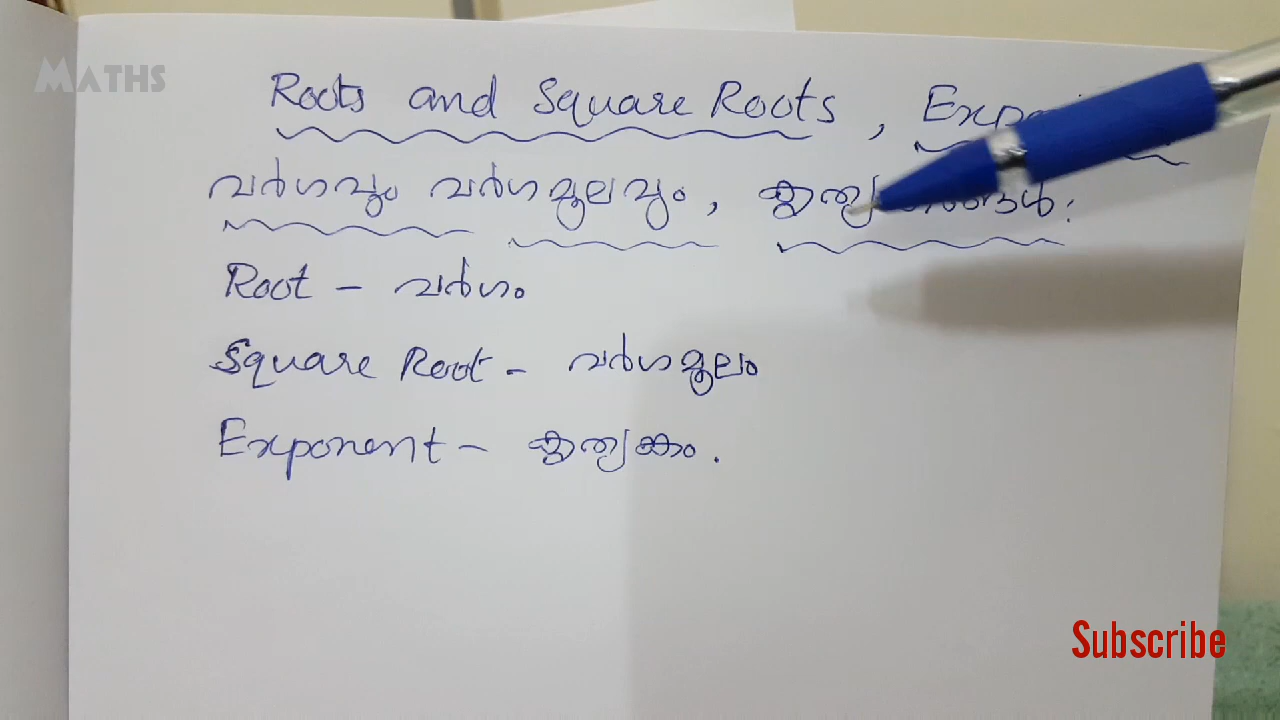 MATHS
Roots and Square Roots,
വർഗവും വർഗമൂലവും,
Root - വർഗം
Square Root - വർഗമൂലം
Exponent - കൃത്യങ്കം.
Subscribe